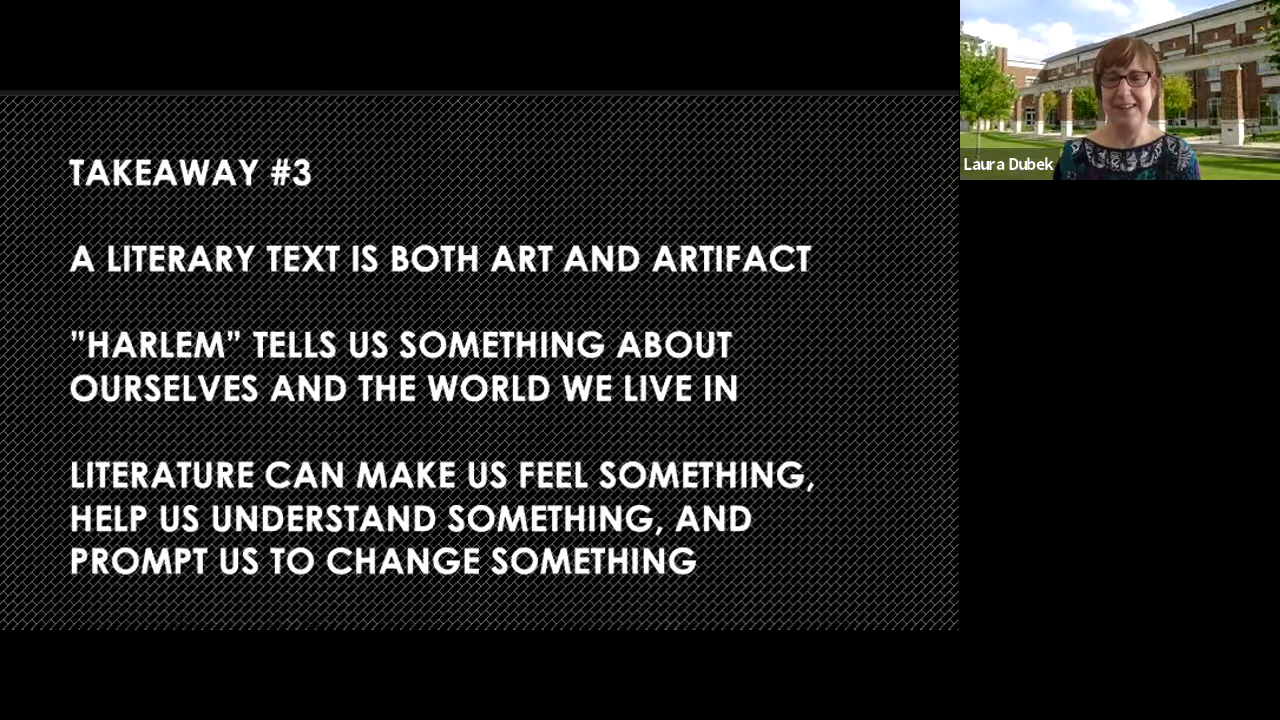 TAKEAWAY #3
A LITERARY TEXT IS BOTH ART AND ARTIFACT
”HARLEM” TELLS US SOMETHING ABOUT
OURSELVES AND THE WORLD WE LIVE IN
LITERATURE CAN MAKE US FEEL SOMETHING,
HELP US UNDERSTAND SOMETHING, AND
PROMPT US TO CHANGE SOMETHING
Laura Dubek